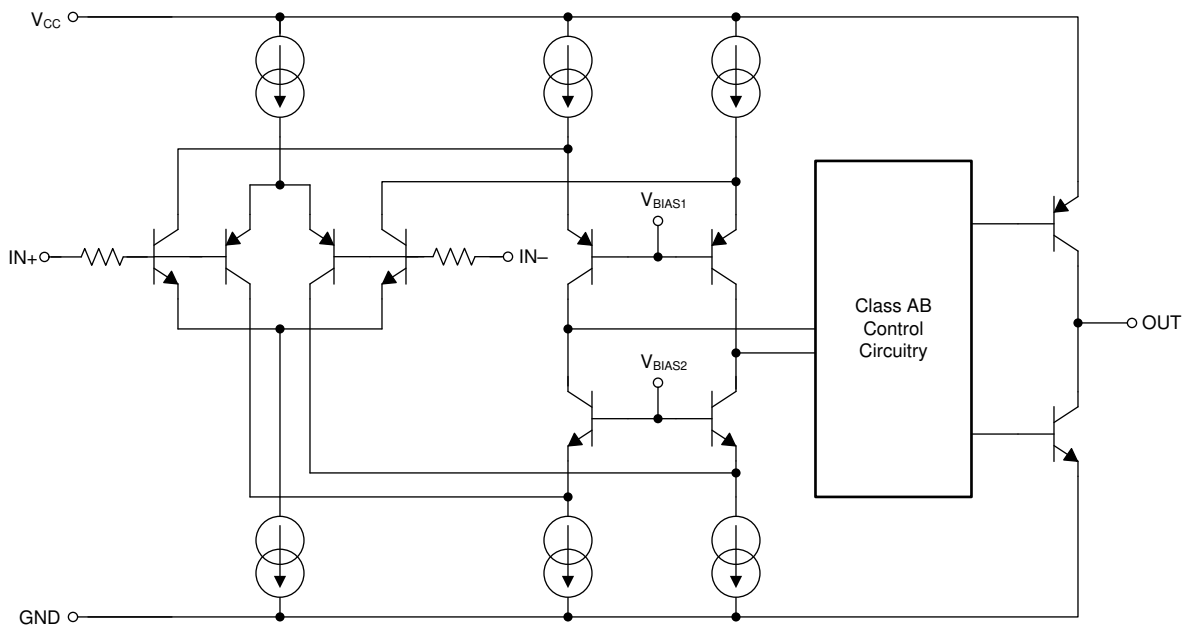 VCC
VBIAS1
IN+
IN–
Class AB
Control
Circuitry
OUT
VBIAS2
GND